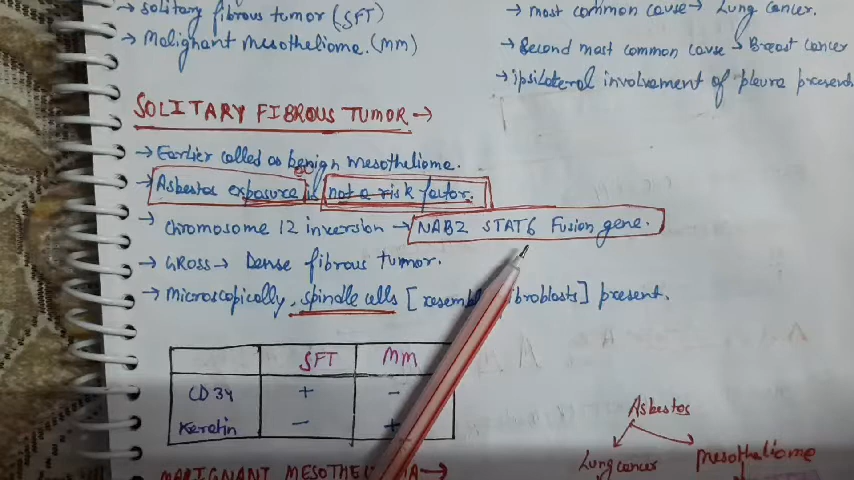 → Solitary fibrous tumor (SFT)
→ Malignant mesothelioma. (MM)
→ most common cause → Lung cancer.
→ Second most common cause → Breast cancer
→ ipsilateral involvement of pleura present.
SOLITARY FIBROUS TUMOR →
→ Earlier called as benign mesothelioma.
→ Asbestos exposure is not a risk factor.
→ Chromosome 12 inversion → NAB2 STAT6 Fusion gene.
→ GROSS → Dense fibrous tumor.
→ Microscopically, spindle cells [ fibroblasts] present.
SFT MM
CD34 + -
Keratin - +
Asbestos
Lung cancer Mesothelioma
MALIGNANT →